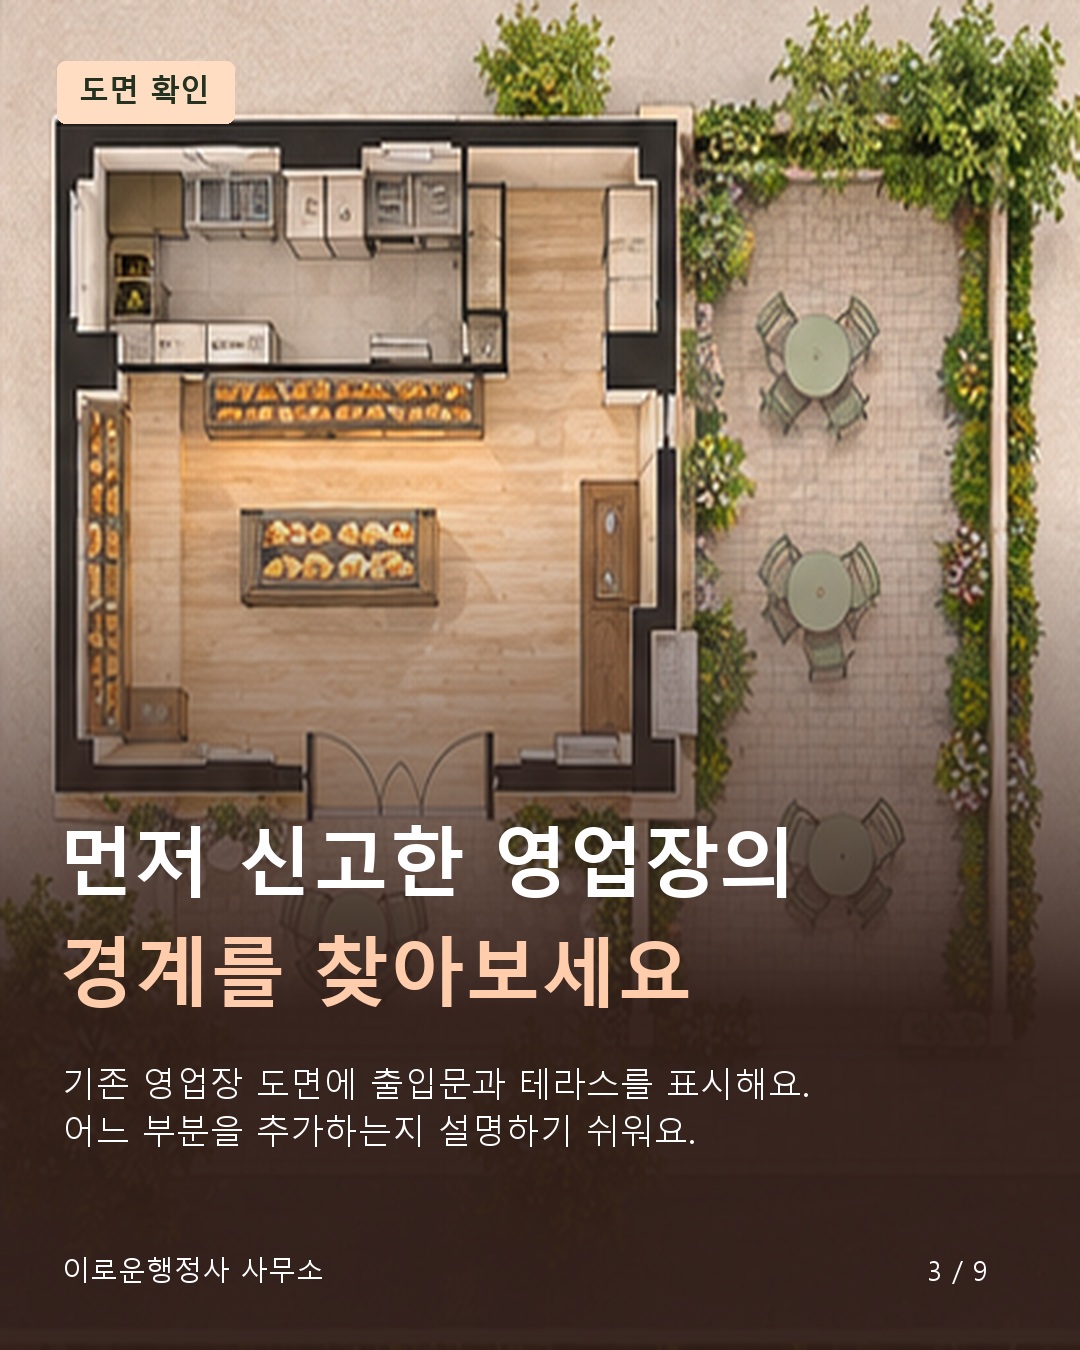 도면 확인
먼저 신고한 영업장의
경계를 찾아보세요
기존 영업장 도면에 출입문과 테라스를 표시해요.
어느 부분을 추가하는지 설명하기 쉬워요.
이로운행정사 사무소
3 / 9